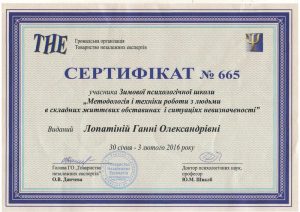 ТНЕ
Громадська організація
Товариство незалежних експертів
СЕРТИФІКАТ № 665
учасника Зимової психологічної школи
„Методологія і техніки роботи з людьми
в складних життєвих обставинах і ситуаціях невизначеності”
Виданий Лопатіній Ганні Олександрівні
30 січня - 3 лютого 2016 року
Голова ГО "Товариство
незалежних експертів"
О.В. Дшчева
Доктор психологічних наук,
професор
Ю.М. Швалб